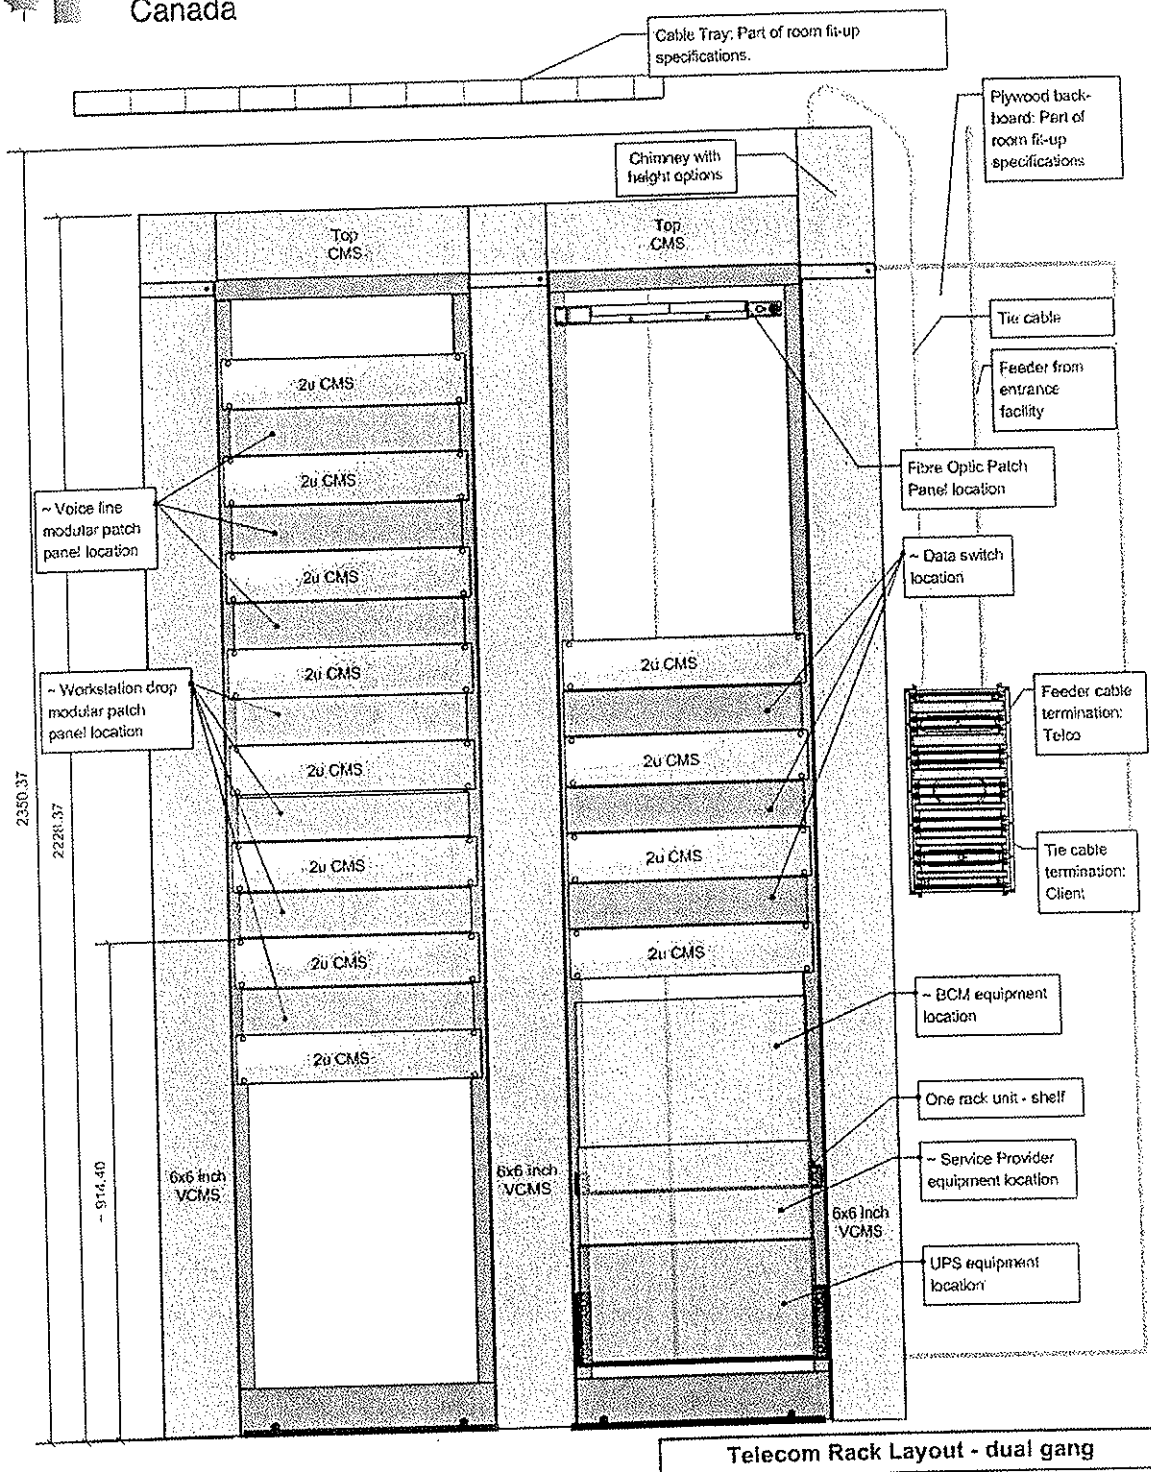 Canada
Cable Tray: Part of room fit-up
specifications.
Plywood back-
board: Part of
room fit-up
specifications
Chimney with
height options
Top
CMS
Top
CMS
Tie cable
Feeder from
entrance
facility
2u CMS
2u CMS
2u CMS
2u CMS
2u CMS
2u CMS
2u CMS
2u CMS
Fibre Optic Patch
Panel location
~ Voice line
modular patch
panel location
~ Data switch
location
~ Workstation drop
modular patch
panel location
2u CMS
2u CMS
2u CMS
2u CMS
Feeder cable
termination:
Telco
Tie cable
termination:
Client
2350.37
2228.37
~ 914.40
~ BCM equipment
location
One rack unit - shelf
~ Service Provider
equipment location
6x6 inch
VCMS
6x6 inch
VCMS
6x6 inch
VCMS
UPS equipment
location
Telecom Rack Layout - dual gang